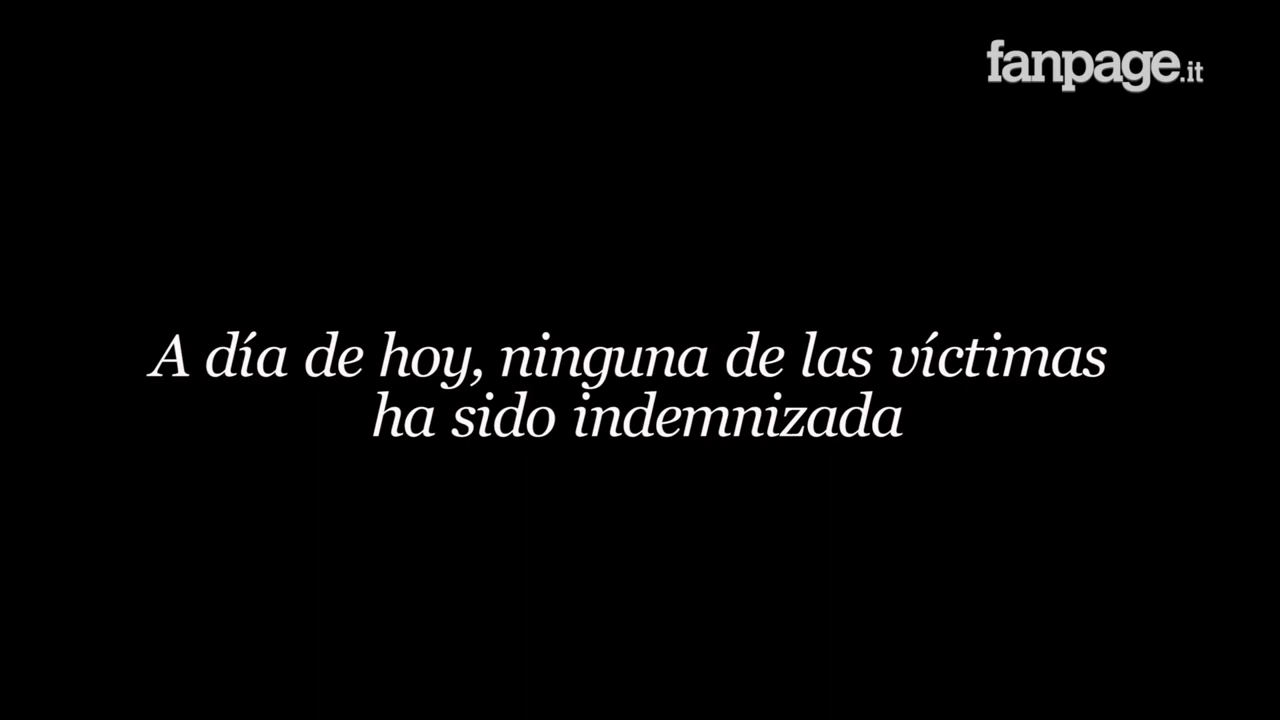 fanpage.it
A día de hoy, ninguna de las víctimas
ha sido indemnizada